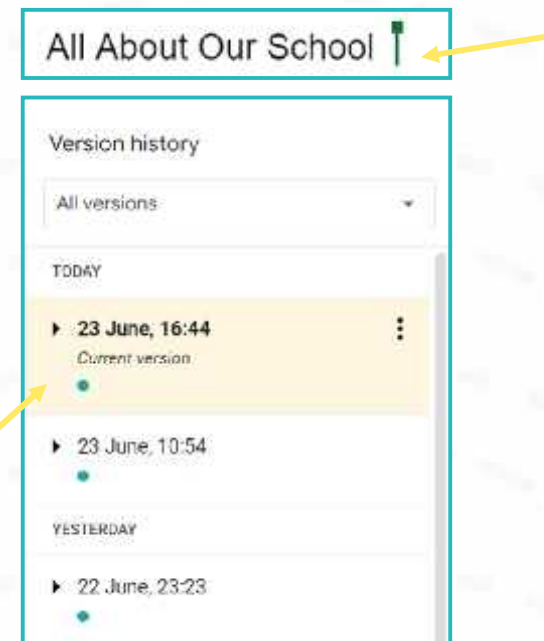 All About Our School
Version history
All versions
TODAY
23 June, 16:44
Current version
23 June, 10:54
YESTERDAY
22 June, 23:23